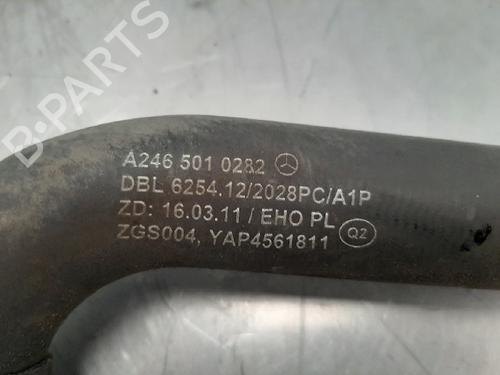 B-PARTS
A246 501 0282
DBL 6254.12/2028PC/A1P
ZD: 16.03.11 / EHO PL
ZGS004, YAP4561811 Q2